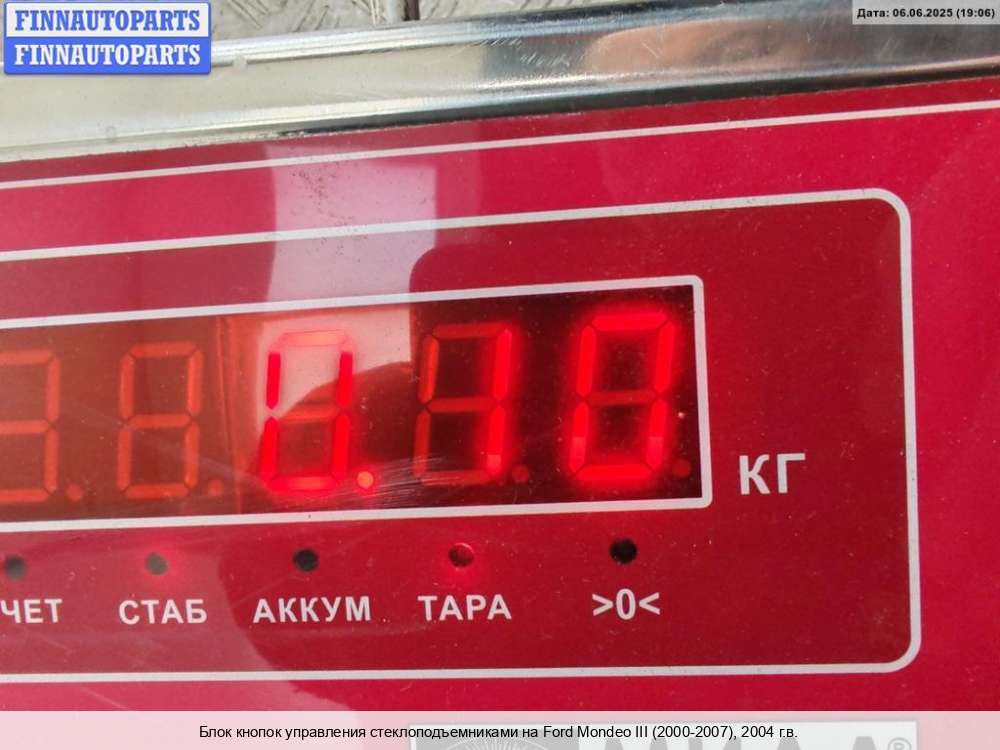 FINNAUTOPARTS
FINNAUTOPARTS
Дата: 06.06.2025 (19:06)
0.10
КГ
ЧЕТ СТАБ АККУМ ТАРА >0<
Блок кнопок управления стеклоподъемниками на Ford Mondeo III (2000-2007), 2004 г.в.